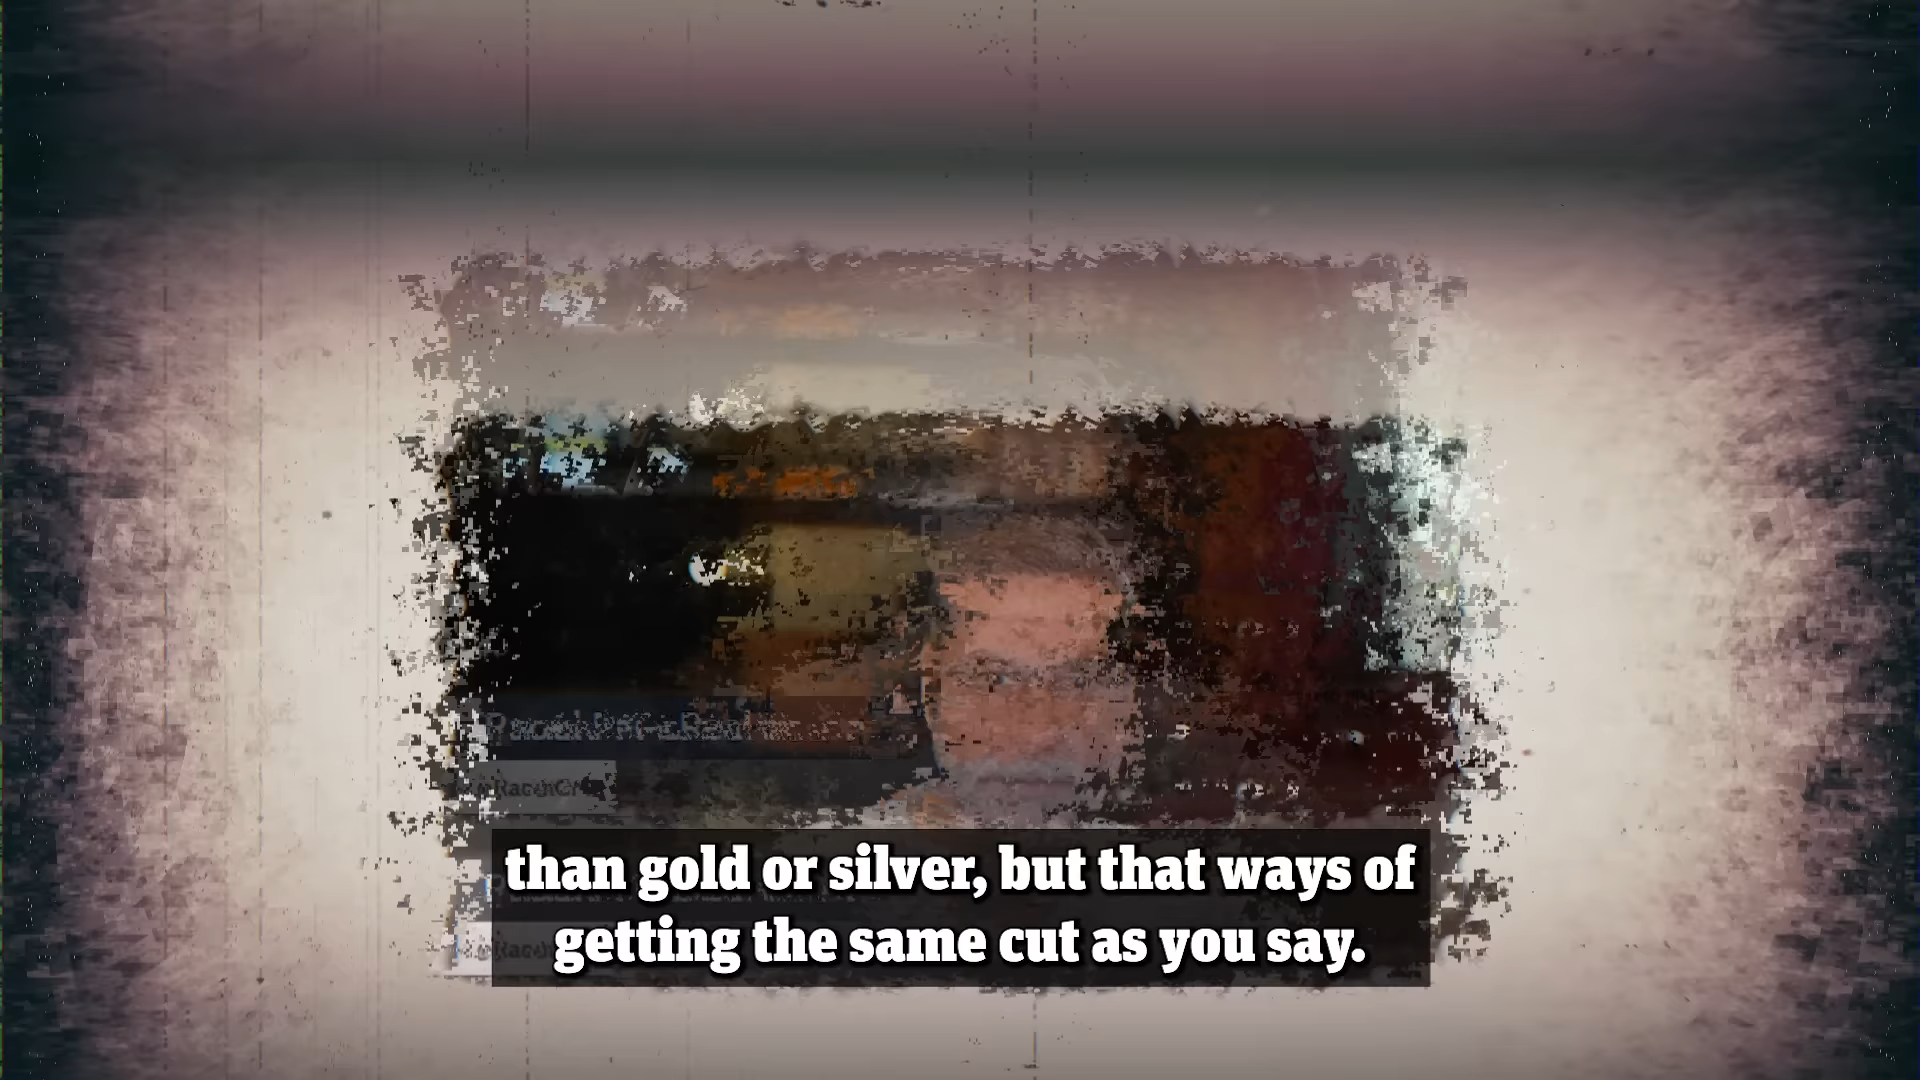 than gold or silver, but that ways of
getting the same cut as you say.